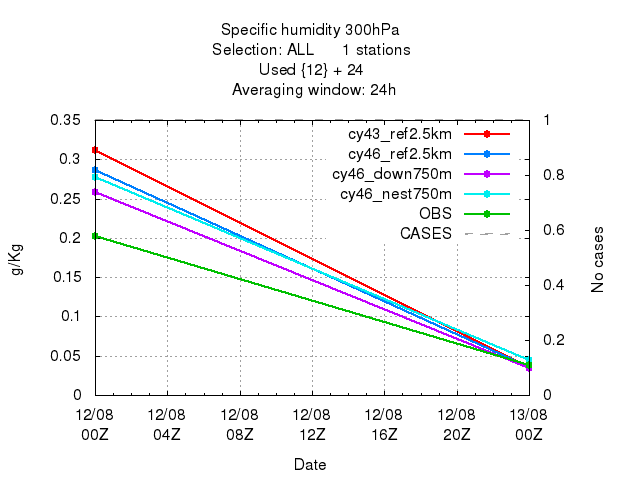 Specific humidity 300hPa
Selection: ALL 1 stations
Used {12} + 24
Averaging window: 24h
0.35
0.3
0.25
0.2
0.15
0.1
0.05
0
g/Kg
cy43_ref2.5km
cy46_ref2.5km
cy46_down750m
cy46_nest750m
OBS
CASES
1
0.8
0.6
0.4
0.2
0
No cases
12/08 12/08 12/08 12/08 12/08 12/08 13/08
00Z 04Z 08Z 12Z 16Z 20Z 00Z
Date